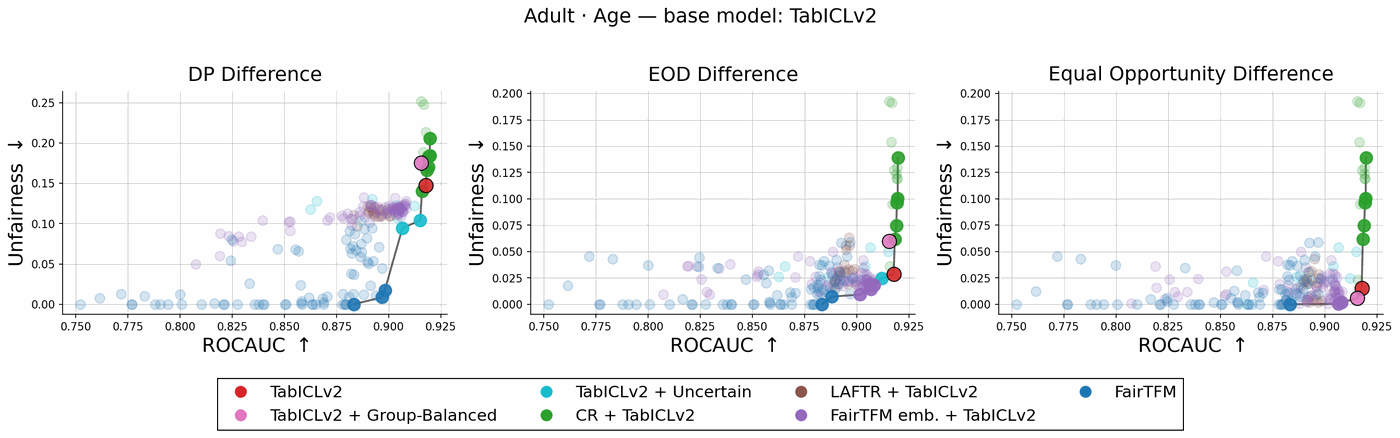 Adult · Age — base model: TabICLv2
DP Difference
EOD Difference
Equal Opportunity Difference
Unfairness ↓
0.25
0.20
0.15
0.10
0.05
0.00
0.750 0.775 0.800 0.825 0.850 0.875 0.900 0.925
ROCAUC ↑
Unfairness ↓
0.200
0.175
0.150
0.125
0.100
0.075
0.050
0.025
0.000
0.750 0.775 0.800 0.825 0.850 0.875 0.900 0.925
ROCAUC ↑
Unfairness ↓
0.200
0.175
0.150
0.125
0.100
0.075
0.050
0.025
0.000
0.750 0.775 0.800 0.825 0.850 0.875 0.900 0.925
ROCAUC ↑
TabICLv2
TabICLv2 + Group-Balanced
TabICLv2 + Uncertain
CR + TabICLv2
LAFTR + TabICLv2
FairTFM emb. + TabICLv2
FairTFM